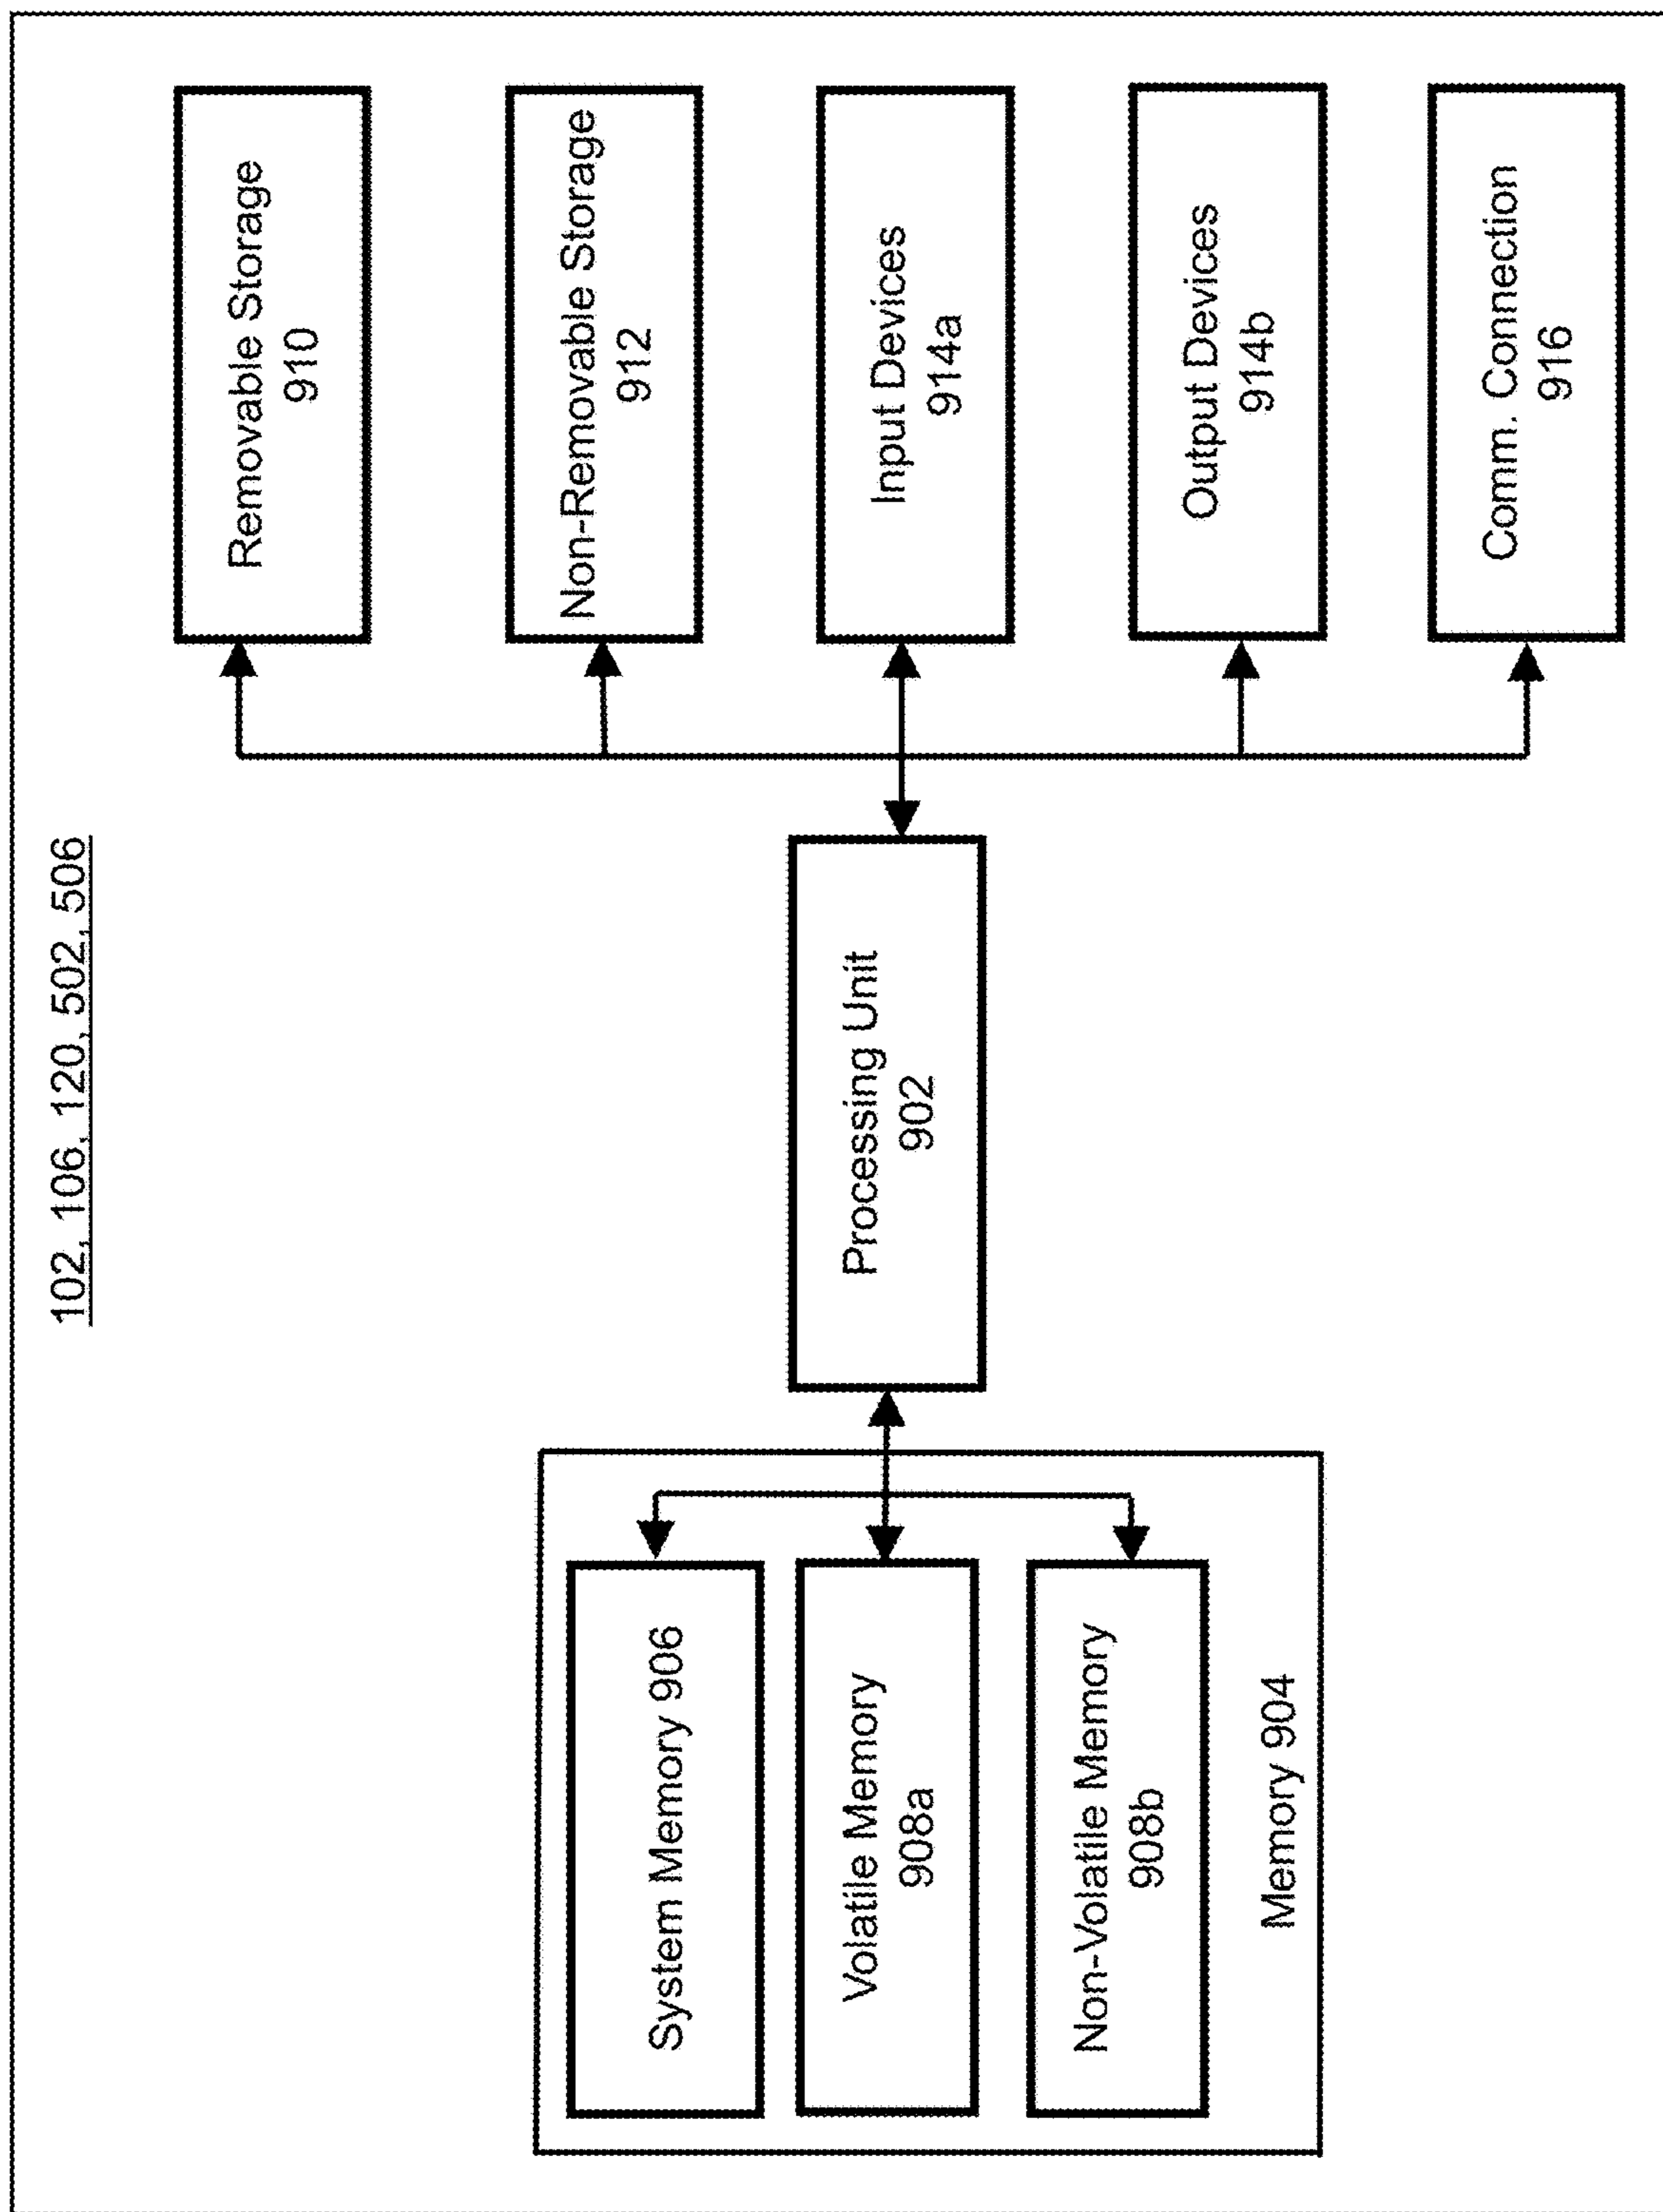 102, 106, 120, 502, 506
System Memory 906
Volatile Memory
908a
Non-Volatile Memory
908b
Memory 904
Processing Unit
902
Removable Storage
910
Non-Removable Storage
912
Input Devices
914a
Output Devices
914b
Comm. Connection
916